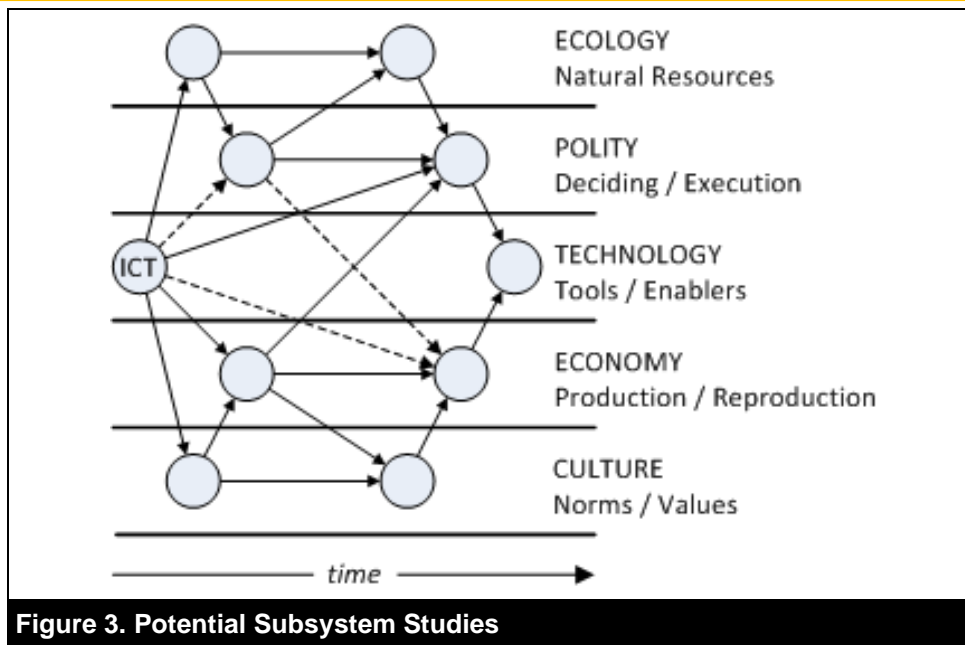 ECOLOGY
Natural Resources
POLITY
Deciding / Execution
ICT
TECHNOLOGY
Tools / Enablers
ECONOMY
Production / Reproduction
CULTURE
Norms / Values
time
Figure 3. Potential Subsystem Studies